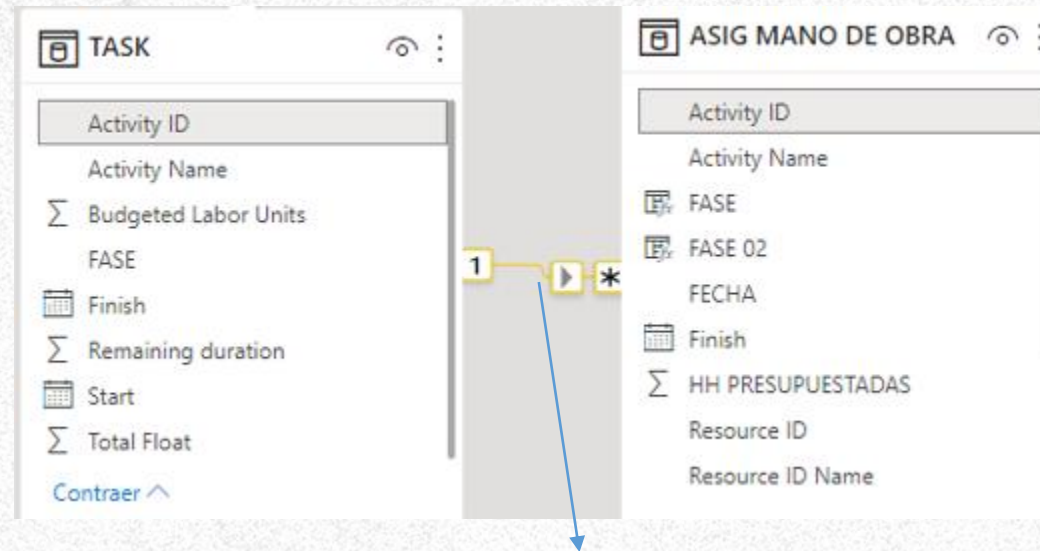 TASK
Activity ID
Activity Name
Budgeted Labor Units
FASE
Finish
Remaining duration
Start
Total Float
Contraer
1
*
ASIG MANO DE OBRA
Activity ID
Activity Name
FASE
FASE 02
FECHA
Finish
HH PRESUPUESTADAS
Resource ID
Resource ID Name